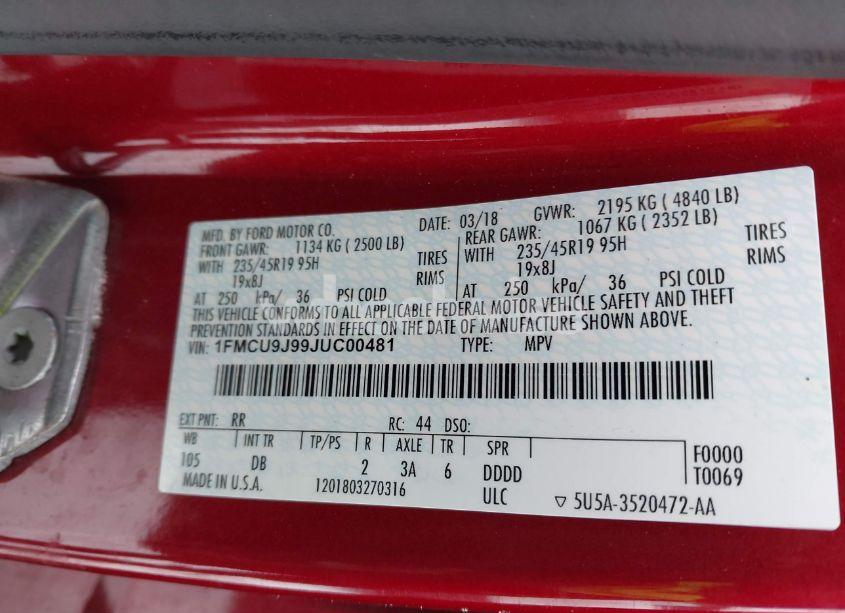 MFD. BY FORD MOTOR CO. DATE: 03/18 GVWR: 2195 KG ( 4840 LB)
FRONT GAWR: 1134 KG ( 2500 LB) REAR GAWR: 1067 KG ( 2352 LB)
WITH 235/45R19 95H TIRES WITH 235/45R19 95H TIRES
19x8J RIMS 19x8J RIMS
AT 250 kPa/ 36 PSI COLD AT 250 kPa/ 36 PSI COLD
THIS VEHICLE CONFORMS TO ALL APPLICABLE FEDERAL MOTOR VEHICLE SAFETY AND THEFT
PREVENTION STANDARDS IN EFFECT ON THE DATE OF MANUFACTURE SHOWN ABOVE.
VIN: 1FMCU9J99JUC00481 TYPE: MPV
EXT PNT: RR RC: 44 DSO:
WB INT TR TP/PS R AXLE TR SPR F0000
105 DB 2 3A 6 DDDD T0069
MADE IN U.S.A. 1201803270316 ULC ▽ 5U5A-3520472-AA